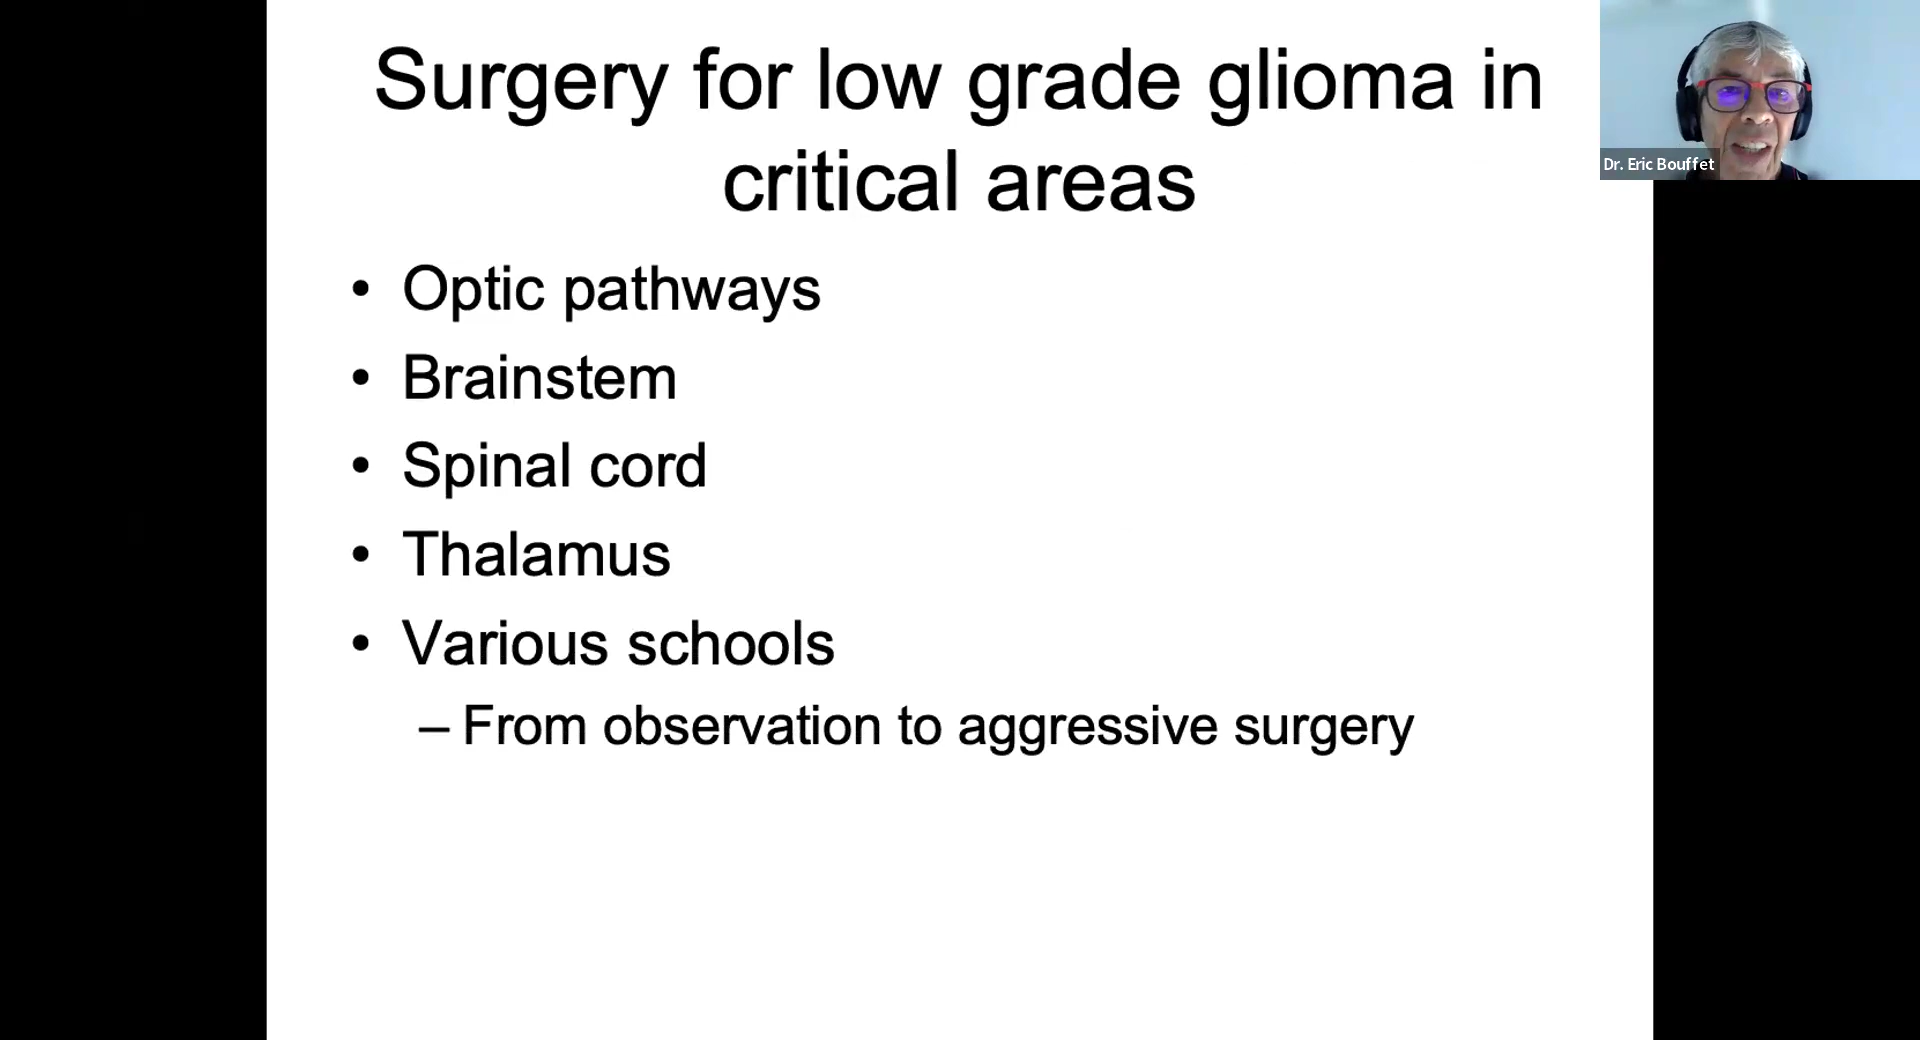 Surgery for low grade glioma in
critical areas
• Optic pathways
• Brainstem
• Spinal cord
• Thalamus
• Various schools
– From observation to aggressive surgery
Dr. Eric Bouffet